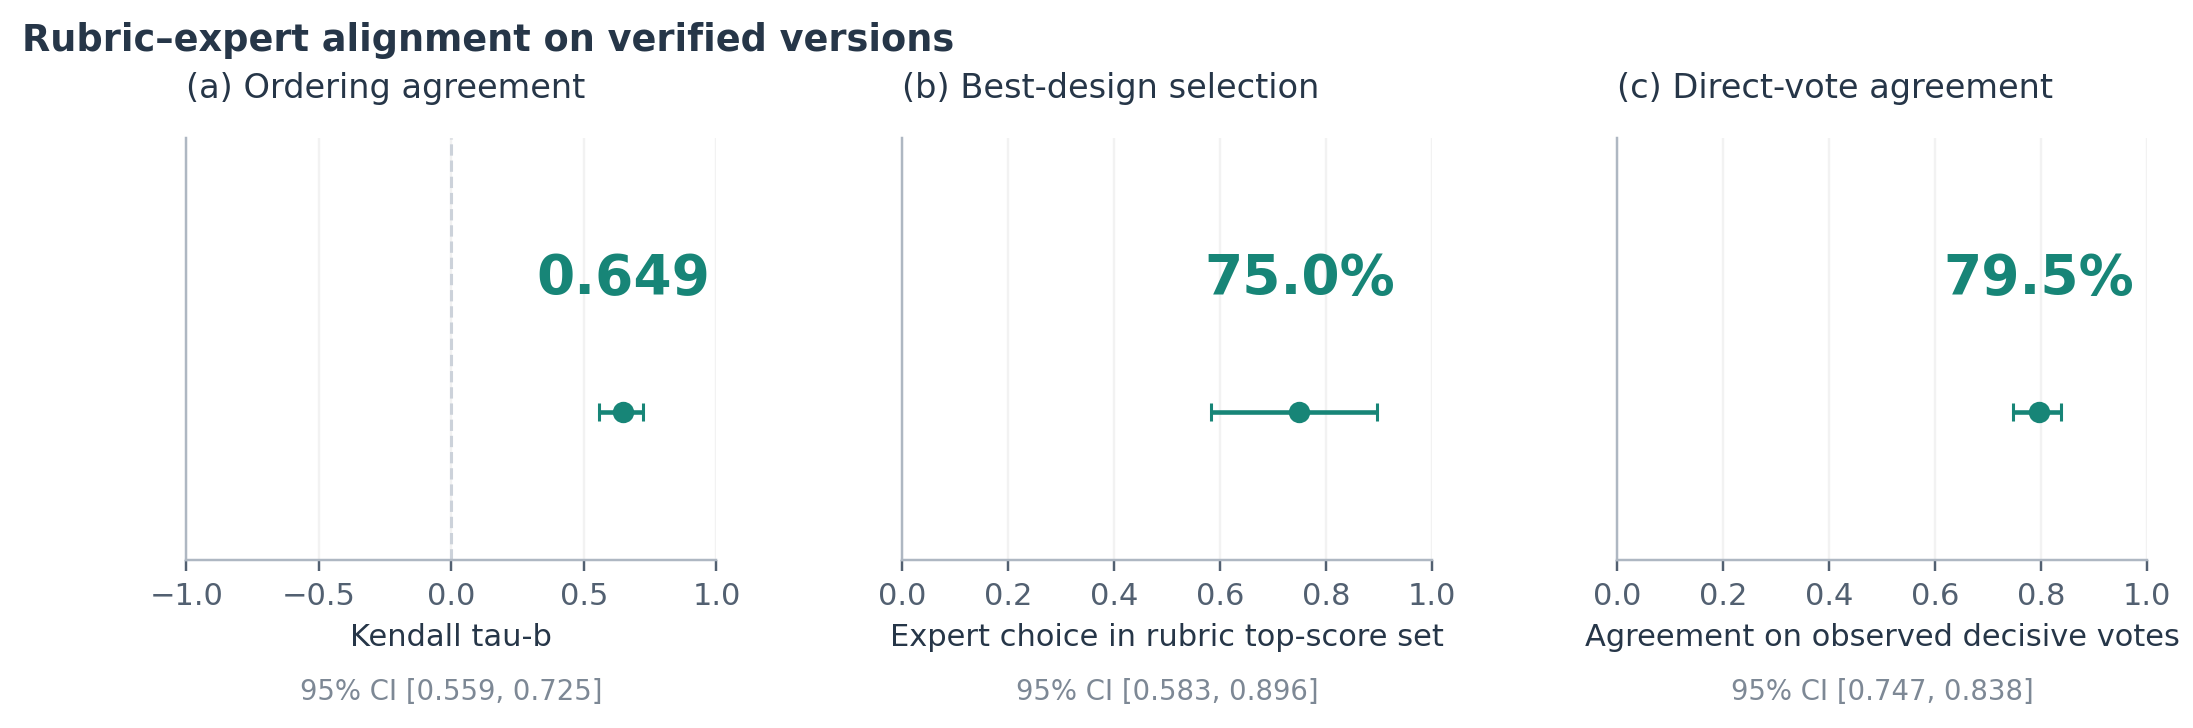 Rubric–expert alignment on verified versions
(a) Ordering agreement
0.649
−1.0 −0.5 0.0 0.5 1.0
Kendall tau-b
95% CI [0.559, 0.725]
(b) Best-design selection
75.0%
0.0 0.2 0.4 0.6 0.8 1.0
Expert choice in rubric top-score set
95% CI [0.583, 0.896]
(c) Direct-vote agreement
79.5%
0.0 0.2 0.4 0.6 0.8 1.0
Agreement on observed decisive votes
95% CI [0.747, 0.838]